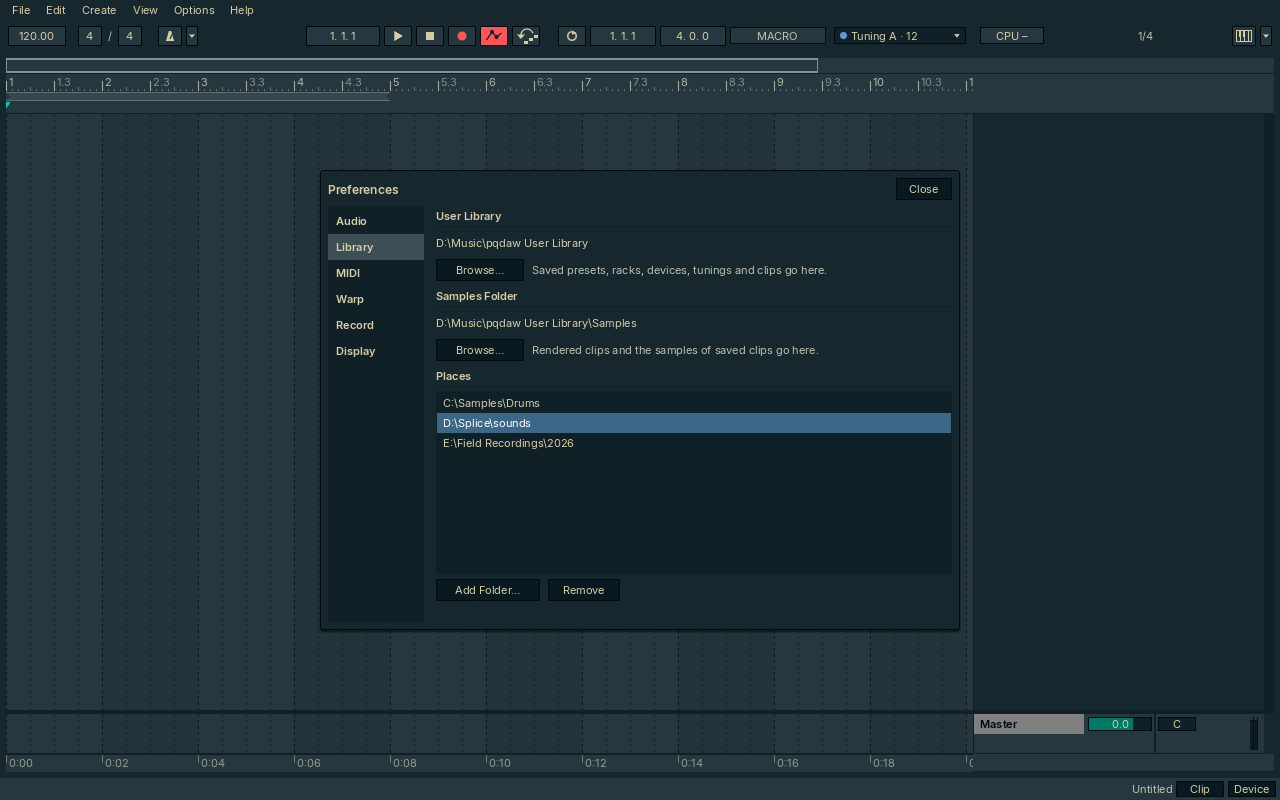 File Edit Create View Options Help
120.00 4 / 4 1. 1. 1 1. 1. 1 4. 0. 0 MACRO Tuning A · 12 CPU – 1/4
1 1.3 2 2.3 3 3.3 4 4.3 5 5.3 6 6.3 7 7.3 8 8.3 9 9.3 10 10.3 1
Preferences Close
Audio
Library
MIDI
Warp
Record
Display
User Library
D:\Music\pqdaw User Library
Browse... Saved presets, racks, devices, tunings and clips go here.
Samples Folder
D:\Music\pqdaw User Library\Samples
Browse... Rendered clips and the samples of saved clips go here.
Places
C:\Samples\Drums
D:\Splice\sounds
E:\Field Recordings\2026
Add Folder... Remove
Master 0.0 C
0:00 0:02 0:04 0:06 0:08 0:10 0:12 0:14 0:16 0:18
Untitled Clip Device